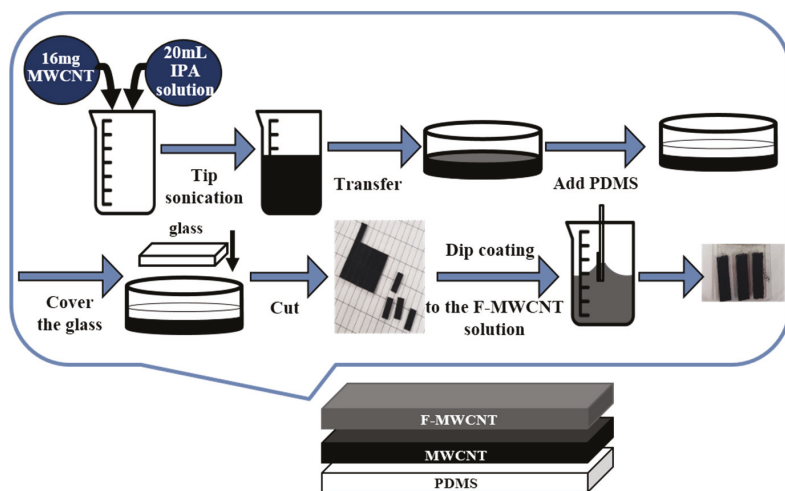 16mg
MWCNT
20mL
IPA
solution
Tip
sonication
Transfer
Add PDMS
glass
Cover
the glass
Cut
Dip coating
to the F-MWCNT
solution
F-MWCNT
MWCNT
PDMS